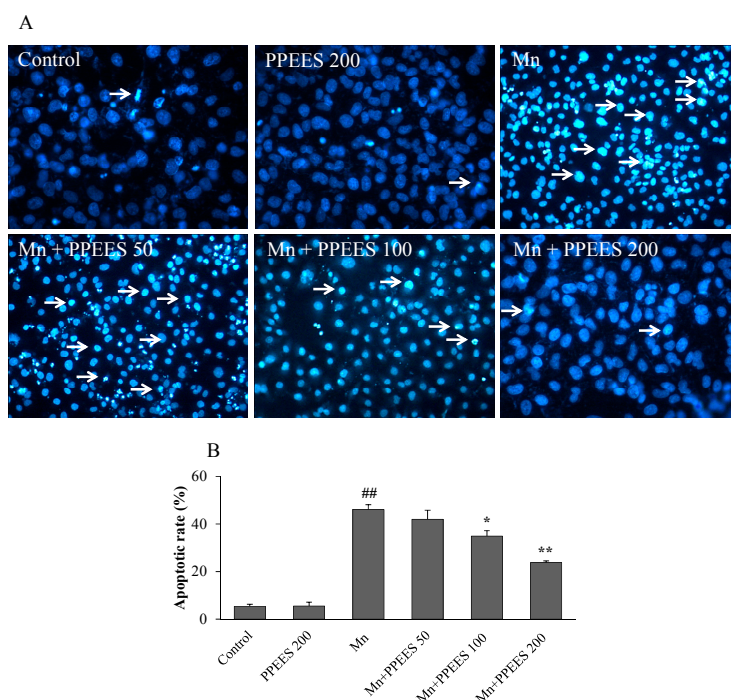 A
Control
PPEES 200
Mn
Mn + PPEES 50
Mn + PPEES 100
Mn + PPEES 200
B
Apoptotic rate (%)
60
40
20
0
##
*
**
Control
PPEES 200
Mn
Mn+PPEES 50
Mn+PPEES 100
Mn+PPEES 200